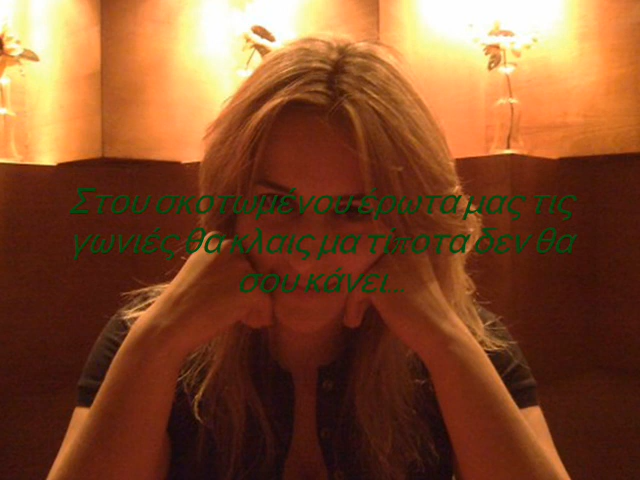 Στου σκοτωμένου έρωτα μας τις
γωνιές θα κλαις μα τίποτα δεν θα
σου κάνει...